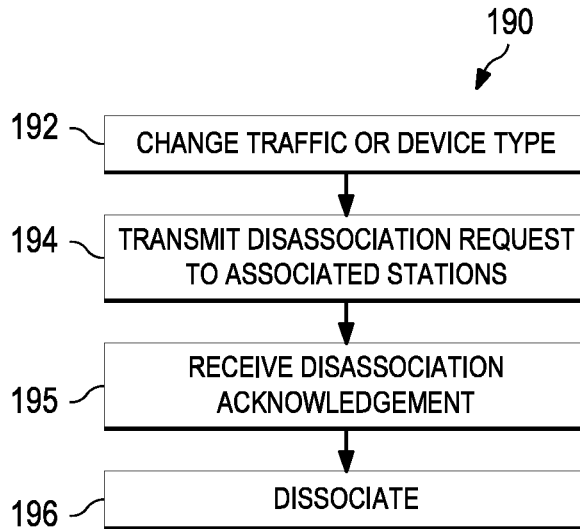 190
192
CHANGE TRAFFIC OR DEVICE TYPE
194
TRANSMIT DISASSOCIATION REQUEST
TO ASSOCIATED STATIONS
195
RECEIVE DISASSOCIATION
ACKNOWLEDGEMENT
196
DISSOCIATE